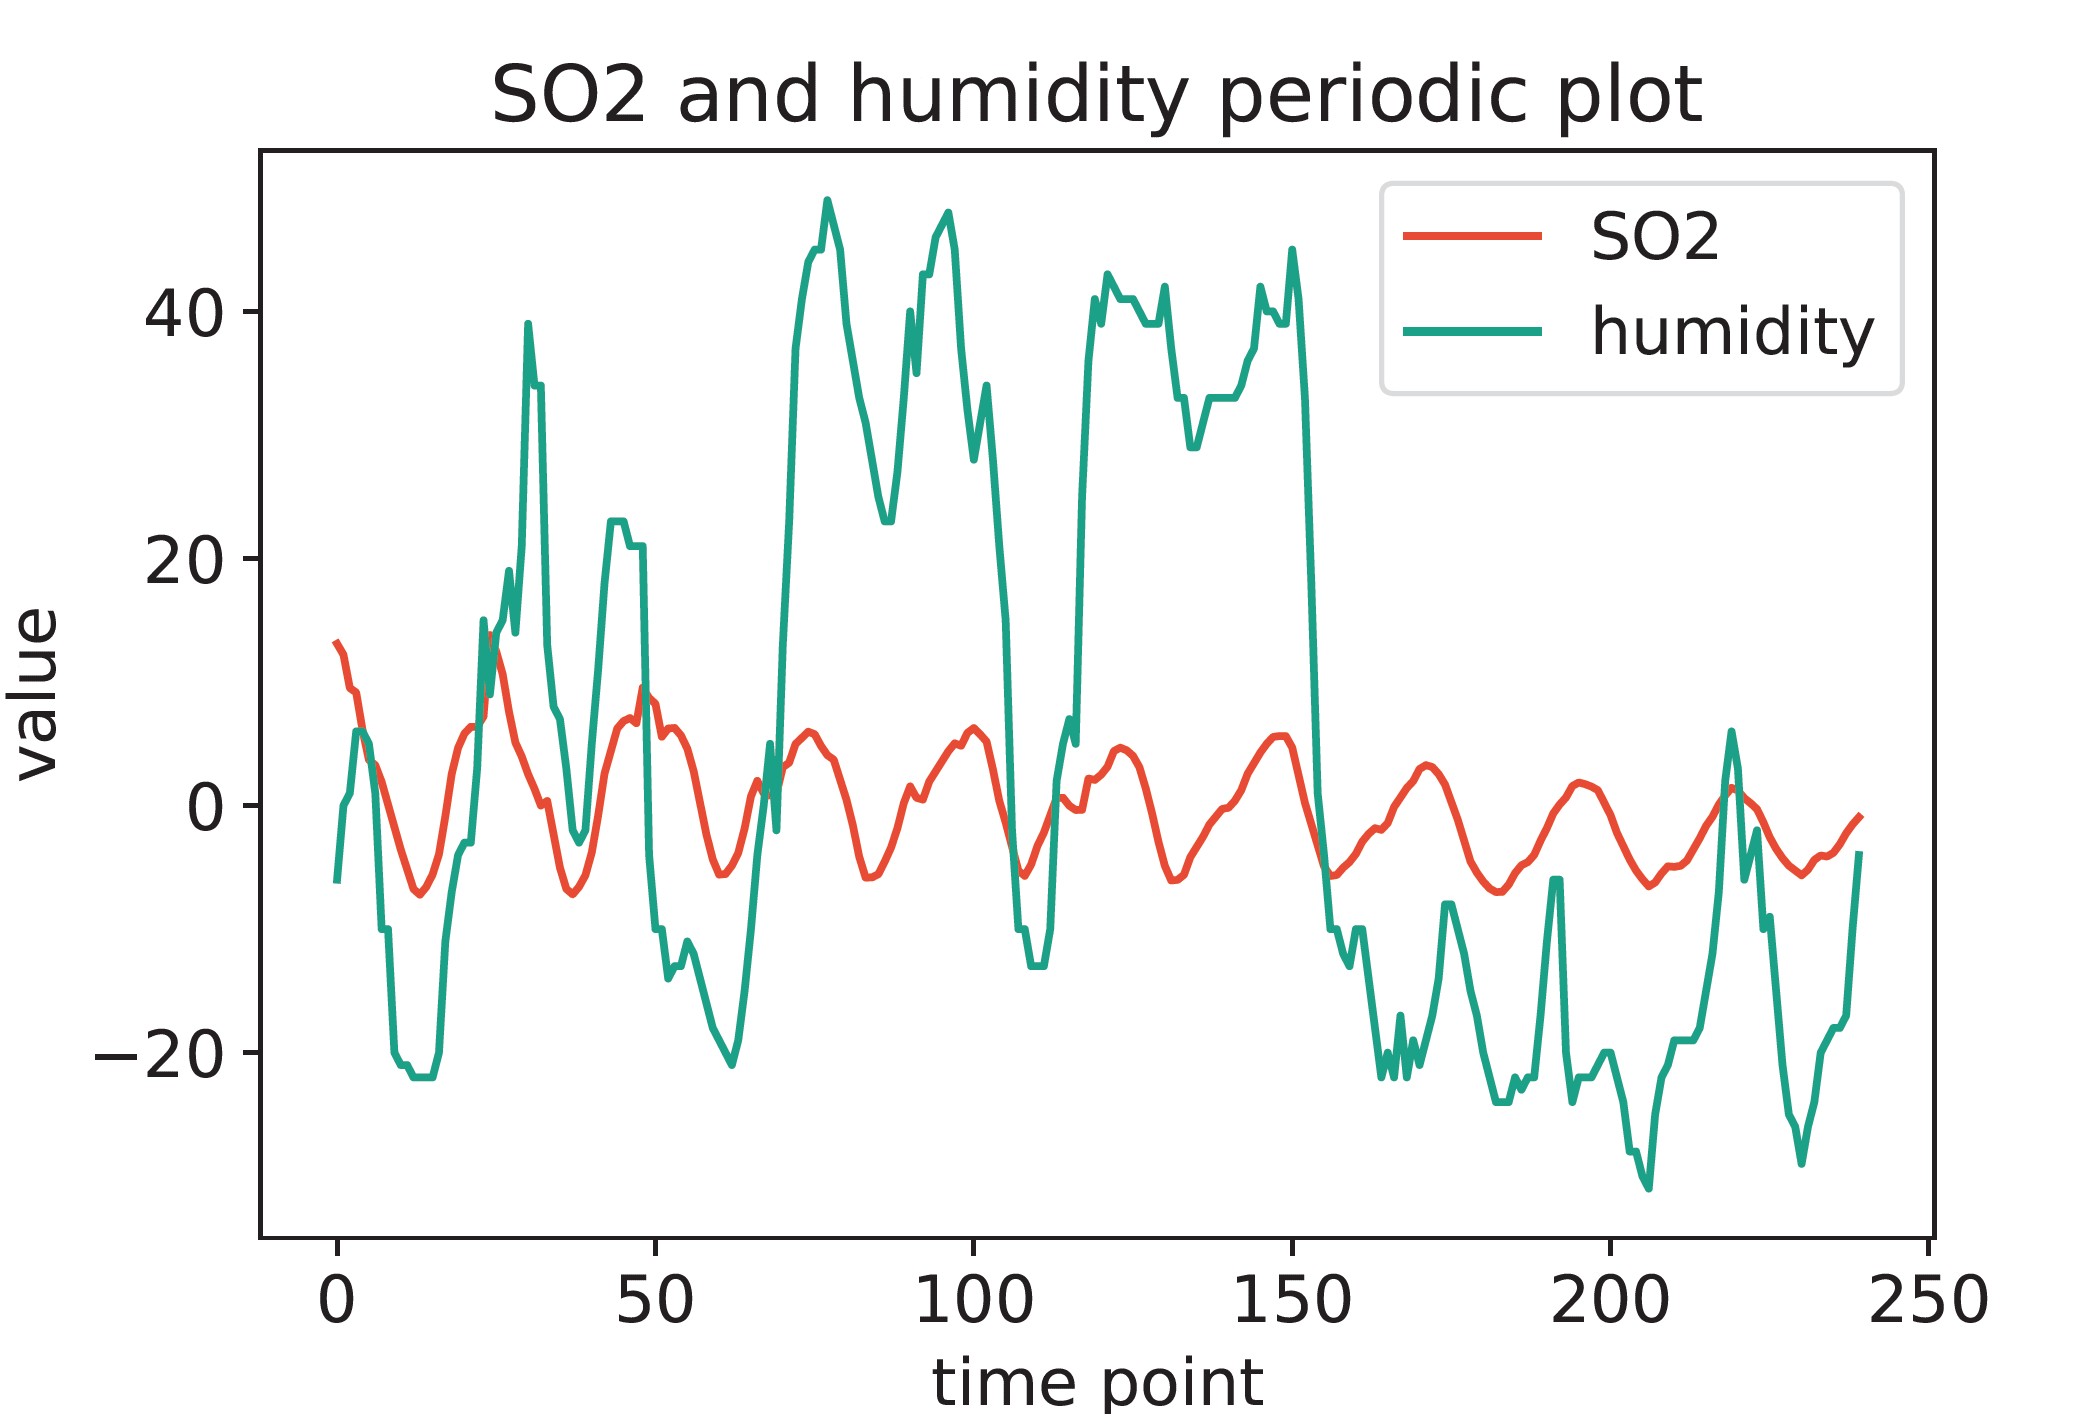 SO2 and humidity periodic plot
SO2
humidity
value
40
20
0
−20
0 50 100 150 200 250
time point